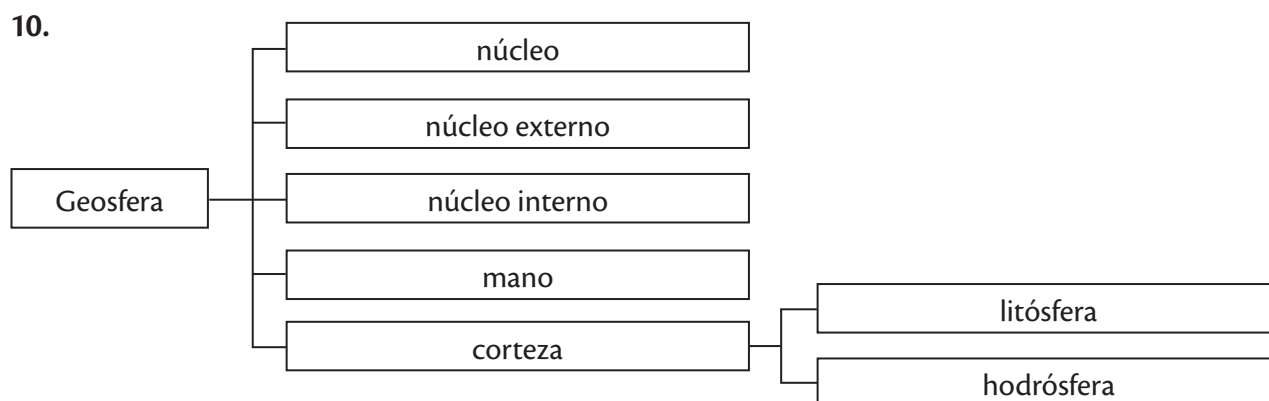 10.
núcleo
núcleo externo
Geosfera
núcleo interno
mano
corteza
litósfera
hodrósfera